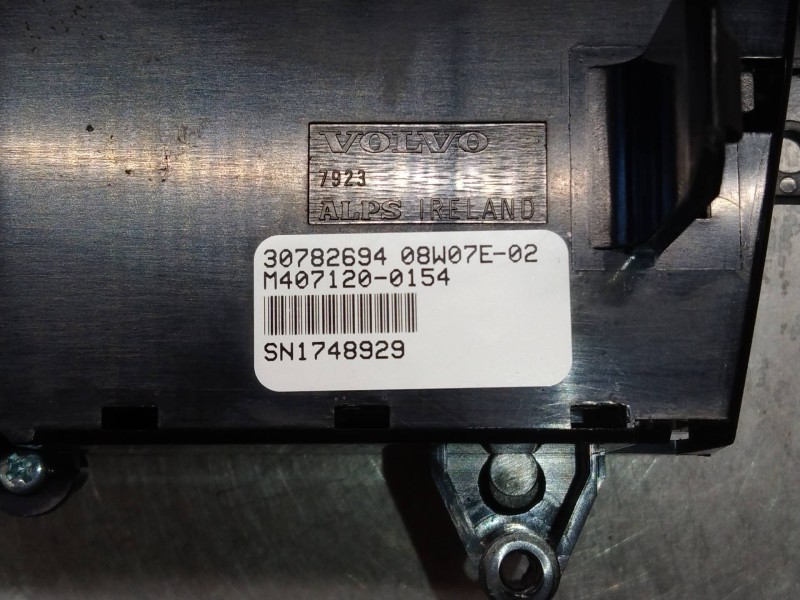 VOLVO
7923
ALPS IRELAND
30782694 08W07E-02
M407120-0154
SN1748929